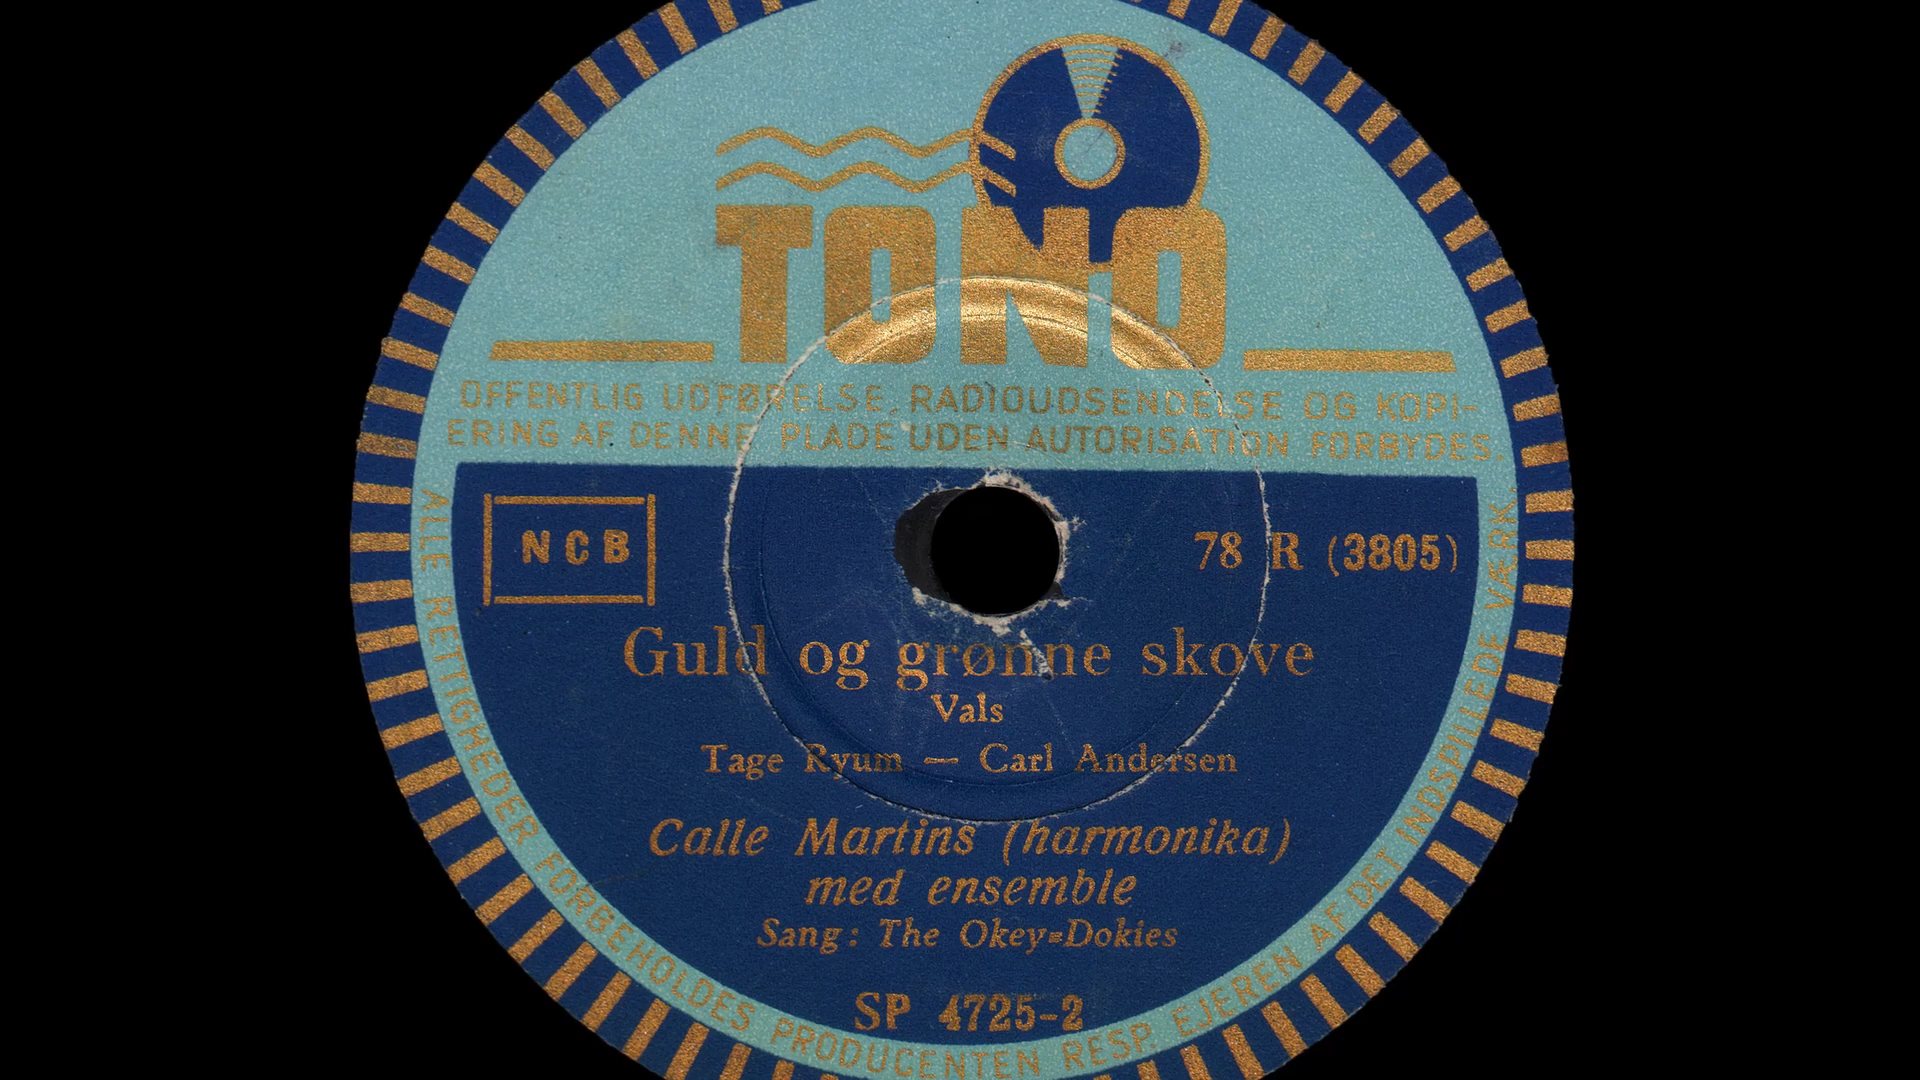 TONO
OFFENTLIG UDFØRELSE, RADIOUDSENDELSE OG KOPI-
ERING AF DENNE PLADE UDEN AUTORISATION FORBYDES.
NCB
78 R (3805)
Guld og grønne skove
Vals
Tage Ryum — Carl Andersen
Calle Martins (harmonika)
med ensemble
Sang: The Okey=Dokies
SP 4725-2
ALLE RETTIGHEDER FORBEHOLDES PRODUCENTEN RESP. EJEREN AF DET INDSPILLEDE VÆRK.